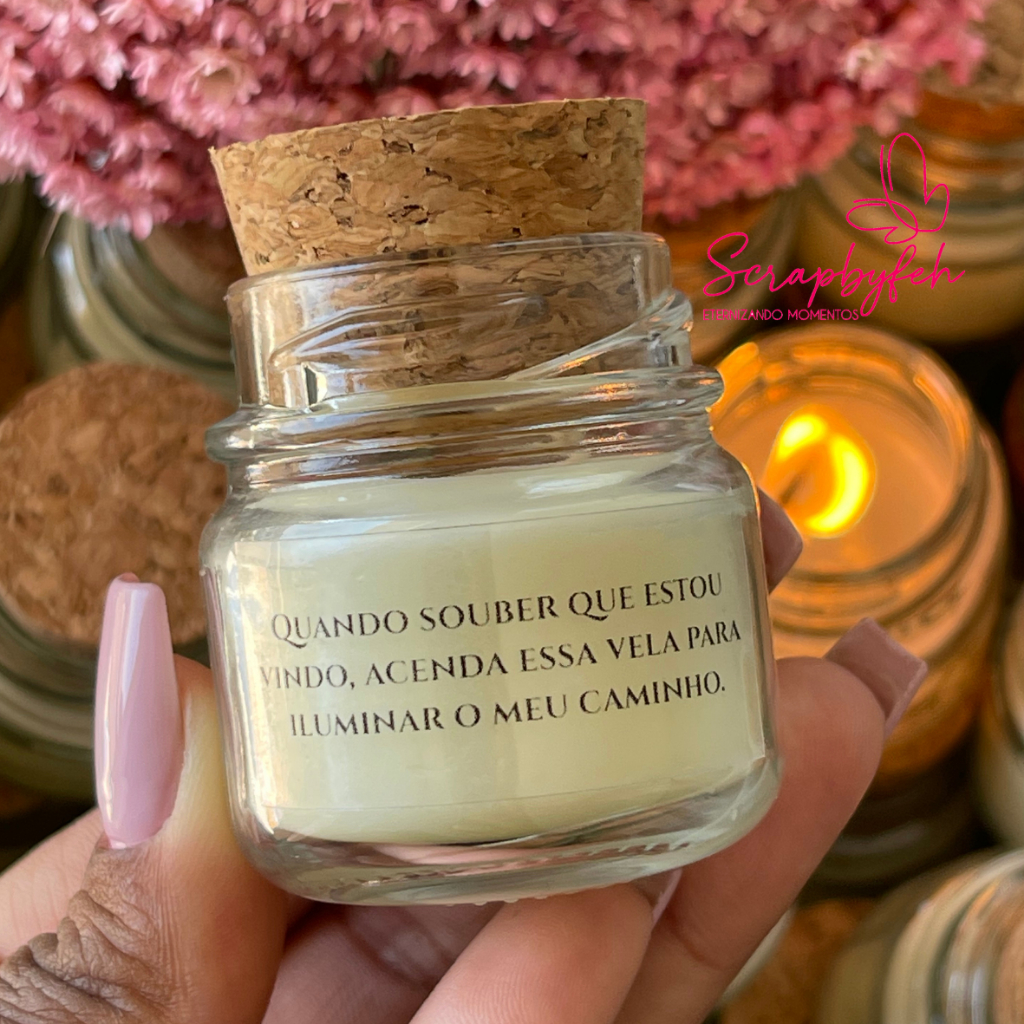 Scrapbyfeh
ETERNIZANDO MOMENTOS
QUANDO SOUBER QUE ESTOU
VINDO, ACENDA ESSA VELA PARA
ILUMINAR O MEU CAMINHO.